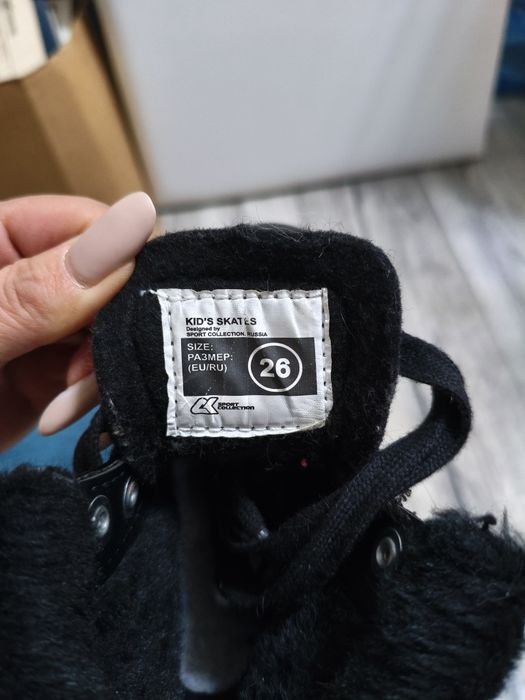 KID'S SKATES
Designed by
SPORT COLLECTION, RUSSIA
SIZE:
РАЗМЕР:
(EU/RU)
26
SPORT
COLLECTION